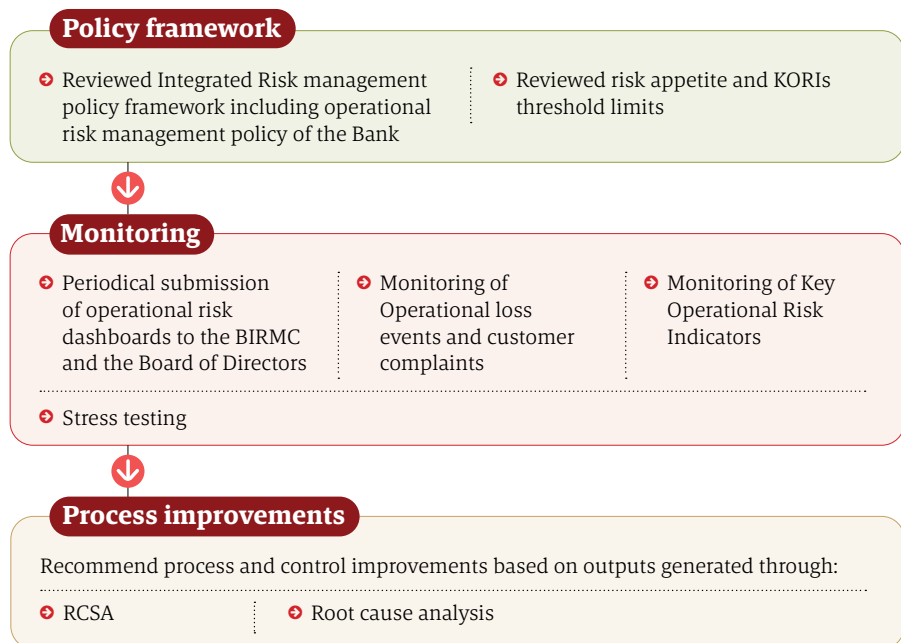 Policy framework
Reviewed Integrated Risk management
policy framework including operational
risk management policy of the Bank
Reviewed risk appetite and KORIs
threshold limits
Monitoring
Periodical submission
of operational risk
dashboards to the BIRMC
and the Board of Directors
Monitoring of
Operational loss
events and customer
complaints
Monitoring of Key
Operational Risk
Indicators
Stress testing
Process improvements
Recommend process and control improvements based on outputs generated through:
RCSA
Root cause analysis